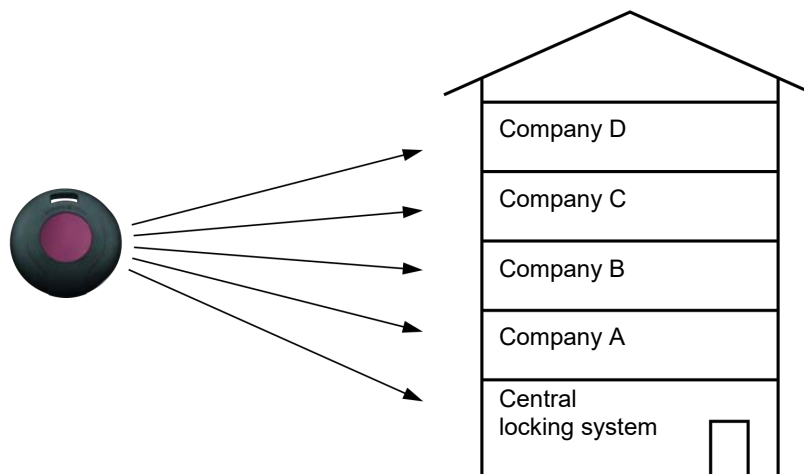 Company D
Company C
Company B
Company A
Central
locking system